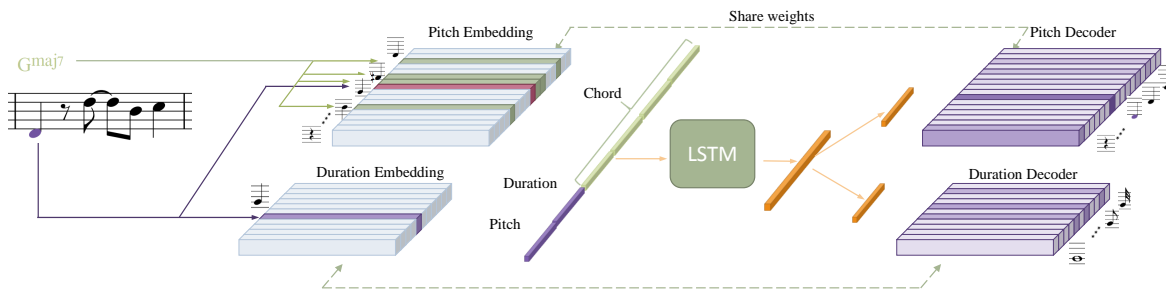 Share weights
Pitch Embedding
Pitch Decoder
Gmaj7
Chord
LSTM
Duration Embedding
Duration
Duration Decoder
Pitch